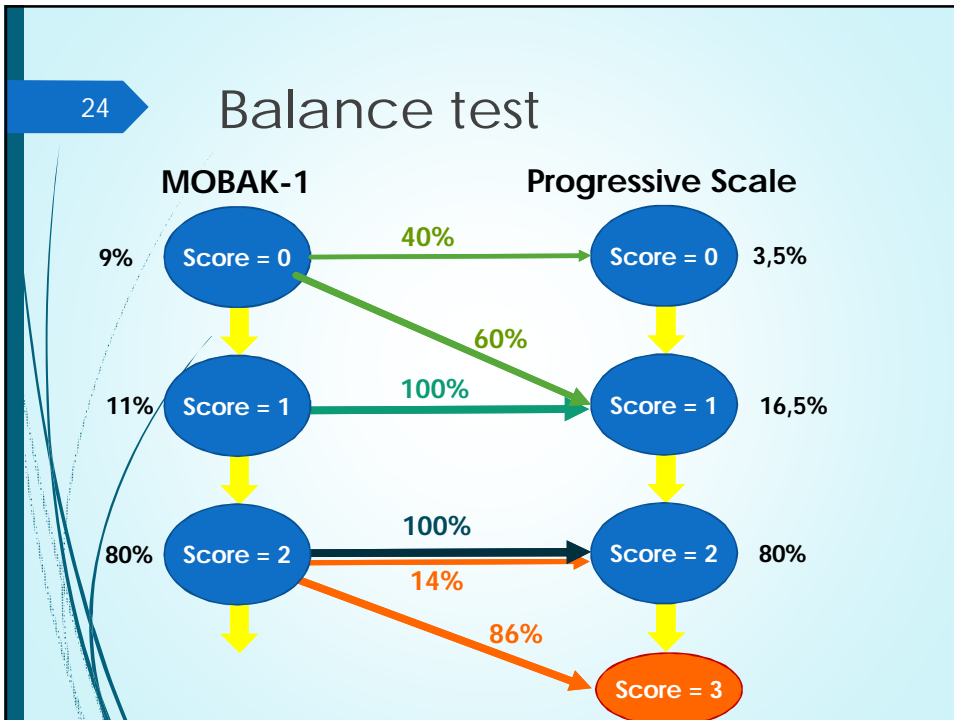 24
Balance test
MOBAK-1
Progressive Scale
9%
Score = 0
40%
Score = 0
3,5%
60%
11%
Score = 1
100%
Score = 1
16,5%
80%
Score = 2
100%
14%
Score = 2
80%
86%
Score = 3